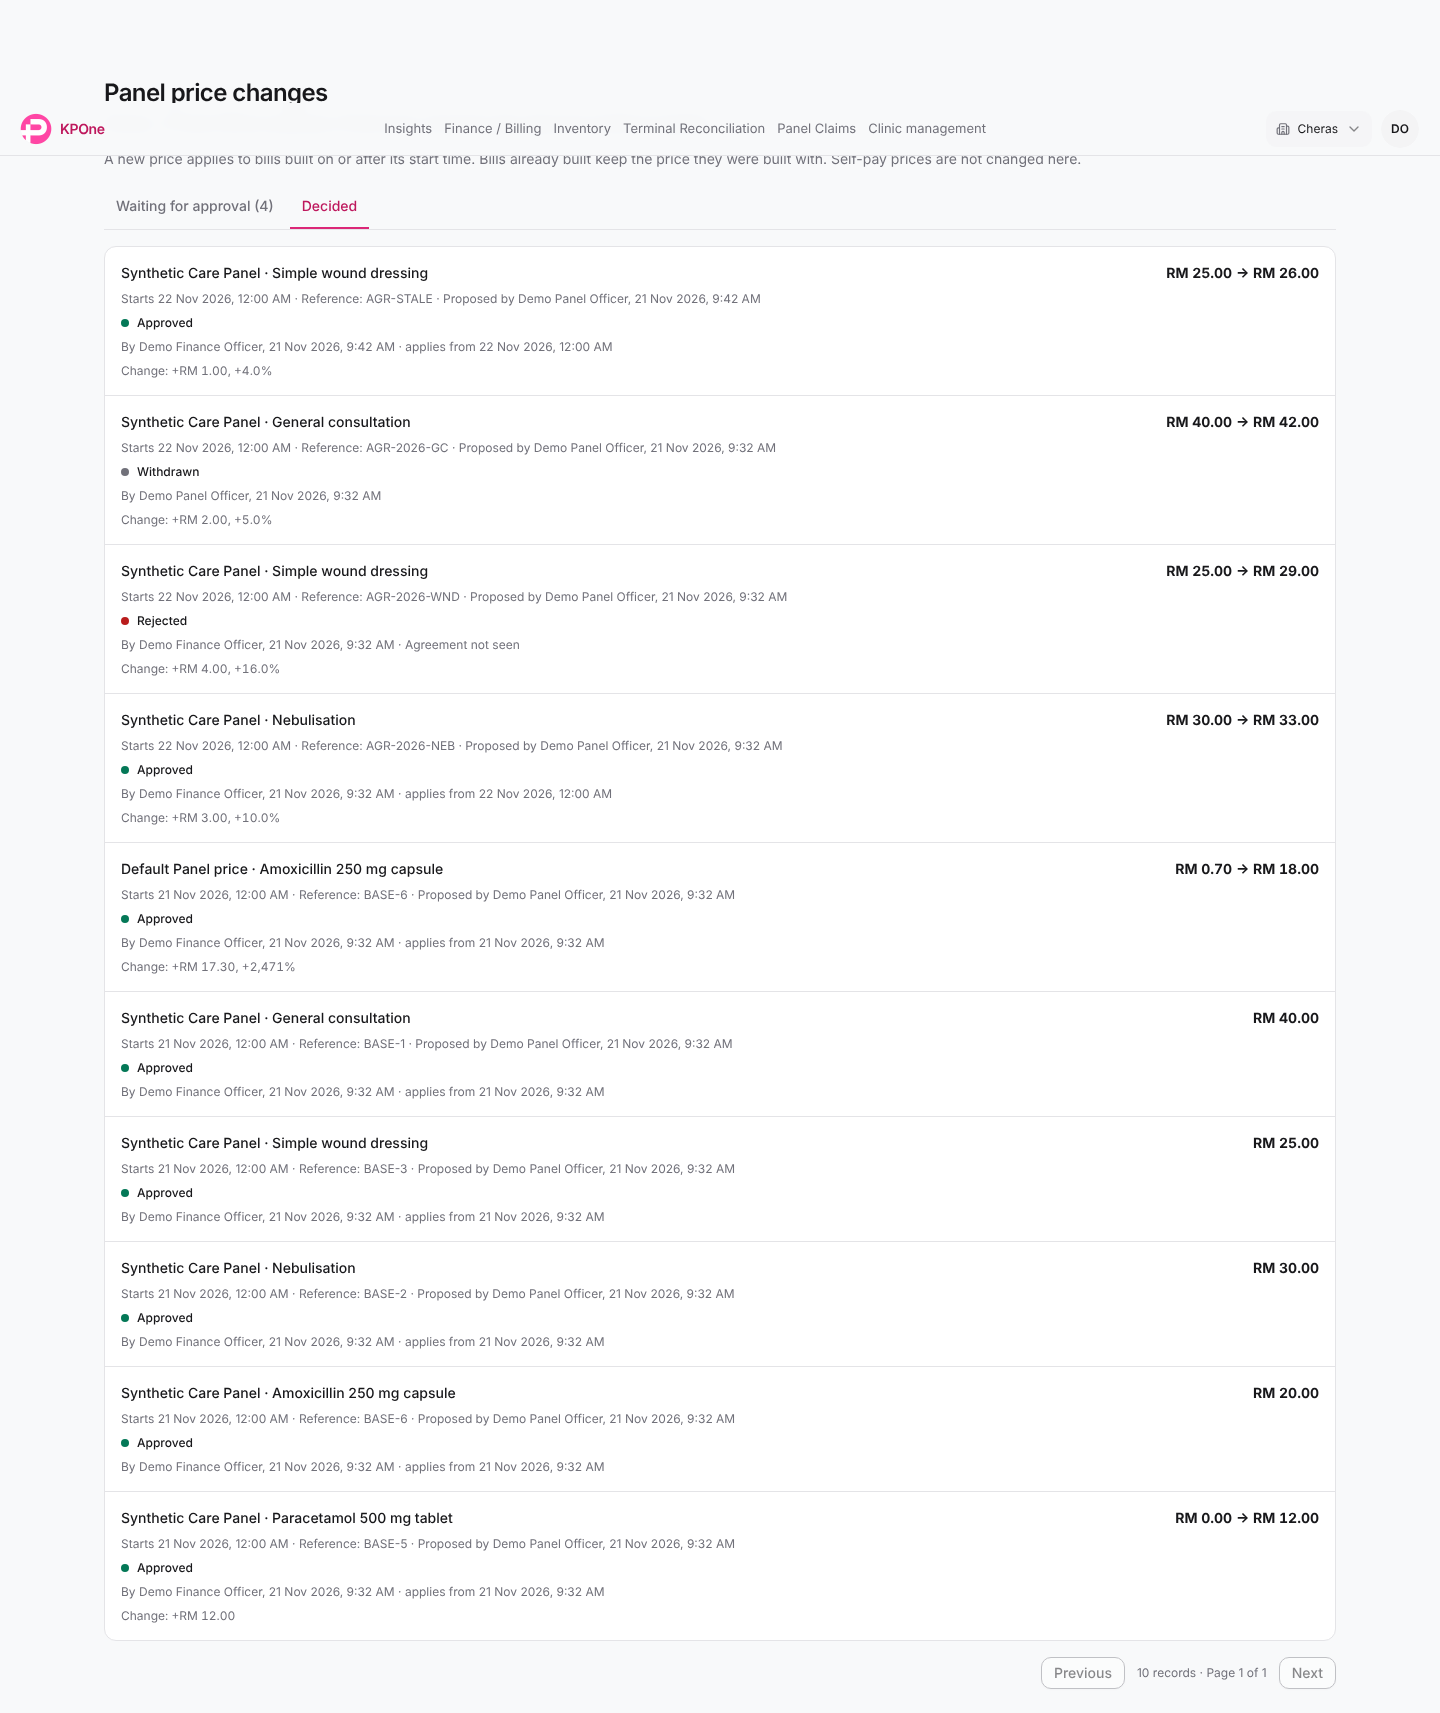 Panel price changes
KPOne
Insights
Finance / Billing
Inventory
Terminal Reconciliation
Panel Claims
Clinic management
Cheras
DO
A new price applies to bills built on or after its start time. Bills already built keep the price they were built with. Self-pay prices are not changed here.
Waiting for approval (4)
Decided
Synthetic Care Panel · Simple wound dressing
RM 25.00 → RM 26.00
Starts 22 Nov 2026, 12:00 AM · Reference: AGR-STALE · Proposed by Demo Panel Officer, 21 Nov 2026, 9:42 AM
Approved
By Demo Finance Officer, 21 Nov 2026, 9:42 AM · applies from 22 Nov 2026, 12:00 AM
Change: +RM 1.00, +4.0%
Synthetic Care Panel · General consultation
RM 40.00 → RM 42.00
Starts 22 Nov 2026, 12:00 AM · Reference: AGR-2026-GC · Proposed by Demo Panel Officer, 21 Nov 2026, 9:32 AM
Withdrawn
By Demo Panel Officer, 21 Nov 2026, 9:32 AM
Change: +RM 2.00, +5.0%
Synthetic Care Panel · Simple wound dressing
RM 25.00 → RM 29.00
Starts 22 Nov 2026, 12:00 AM · Reference: AGR-2026-WND · Proposed by Demo Panel Officer, 21 Nov 2026, 9:32 AM
Rejected
By Demo Finance Officer, 21 Nov 2026, 9:32 AM · Agreement not seen
Change: +RM 4.00, +16.0%
Synthetic Care Panel · Nebulisation
RM 30.00 → RM 33.00
Starts 22 Nov 2026, 12:00 AM · Reference: AGR-2026-NEB · Proposed by Demo Panel Officer, 21 Nov 2026, 9:32 AM
Approved
By Demo Finance Officer, 21 Nov 2026, 9:32 AM · applies from 22 Nov 2026, 12:00 AM
Change: +RM 3.00, +10.0%
Default Panel price · Amoxicillin 250 mg capsule
RM 0.70 → RM 18.00
Starts 21 Nov 2026, 12:00 AM · Reference: BASE-6 · Proposed by Demo Panel Officer, 21 Nov 2026, 9:32 AM
Approved
By Demo Finance Officer, 21 Nov 2026, 9:32 AM · applies from 21 Nov 2026, 9:32 AM
Change: +RM 17.30, +2,471%
Synthetic Care Panel · General consultation
RM 40.00
Starts 21 Nov 2026, 12:00 AM · Reference: BASE-1 · Proposed by Demo Panel Officer, 21 Nov 2026, 9:32 AM
Approved
By Demo Finance Officer, 21 Nov 2026, 9:32 AM · applies from 21 Nov 2026, 9:32 AM
Synthetic Care Panel · Simple wound dressing
RM 25.00
Starts 21 Nov 2026, 12:00 AM · Reference: BASE-3 · Proposed by Demo Panel Officer, 21 Nov 2026, 9:32 AM
Approved
By Demo Finance Officer, 21 Nov 2026, 9:32 AM · applies from 21 Nov 2026, 9:32 AM
Synthetic Care Panel · Nebulisation
RM 30.00
Starts 21 Nov 2026, 12:00 AM · Reference: BASE-2 · Proposed by Demo Panel Officer, 21 Nov 2026, 9:32 AM
Approved
By Demo Finance Officer, 21 Nov 2026, 9:32 AM · applies from 21 Nov 2026, 9:32 AM
Synthetic Care Panel · Amoxicillin 250 mg capsule
RM 20.00
Starts 21 Nov 2026, 12:00 AM · Reference: BASE-6 · Proposed by Demo Panel Officer, 21 Nov 2026, 9:32 AM
Approved
By Demo Finance Officer, 21 Nov 2026, 9:32 AM · applies from 21 Nov 2026, 9:32 AM
Synthetic Care Panel · Paracetamol 500 mg tablet
RM 0.00 → RM 12.00
Starts 21 Nov 2026, 12:00 AM · Reference: BASE-5 · Proposed by Demo Panel Officer, 21 Nov 2026, 9:32 AM
Approved
By Demo Finance Officer, 21 Nov 2026, 9:32 AM · applies from 21 Nov 2026, 9:32 AM
Change: +RM 12.00
Previous
10 records · Page 1 of 1
Next